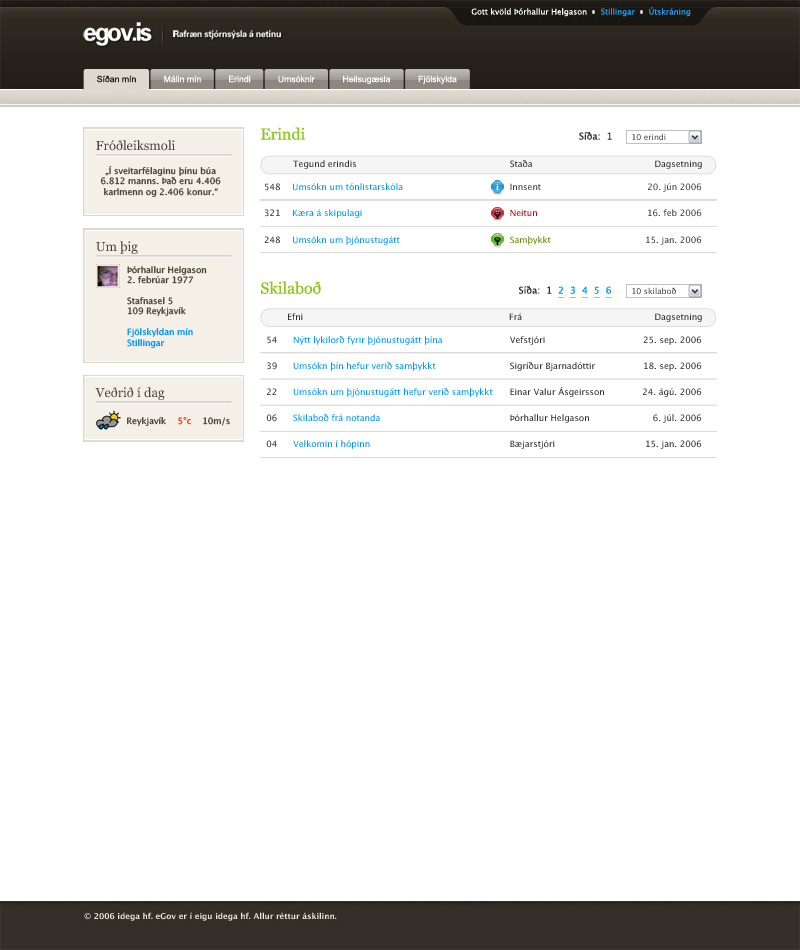 Gott kvöld Þórhallur Helgason ▪ Stillingar ▪ Útskráning
egov.is Rafræn stjórnsýsla á netinu
Síðan mín Málin mín Erindi Umsóknir Heilsugæsla Fjölskylda
Fróðleiksmoli
„Í sveitarfélaginu þínu búa
6.812 manns. Það eru 4.406
karlmenn og 2.406 konur."
Um þig
Þórhallur Helgason
2. febrúar 1977
Stafnasel 5
109 Reykjavík
Fjölskyldan mín
Stillingar
Veðrið í dag
Reykjavík 5°c 10m/s
Erindi Síða: 1 10 erindi
Tegund erindis Staða Dagsetning
548 Umsókn um tónlistarskóla Innsent 20. jún 2006
321 Kæra á skipulagi Neitun 16. feb 2006
248 Umsókn um þjónustugátt Samþykkt 15. jan. 2006
Skilaboð Síða: 1 2 3 4 5 6 10 skilaboð
Efni Frá Dagsetning
54 Nýtt lykilorð fyrir þjónustugátt þína Vefstjóri 25. sep. 2006
39 Umsókn þín hefur verið samþykkt Sigríður Bjarnadóttir 18. sep. 2006
22 Umsókn um þjónustugátt hefur verið samþykkt Einar Valur Ásgeirsson 24. ágú. 2006
06 Skilaboð frá notanda Þórhallur Helgason 6. júl. 2006
04 Velkomin í hópinn Bæjarstjóri 15. jan. 2006
© 2006 idega hf. eGov er í eigu idega hf. Allur réttur áskilinn.